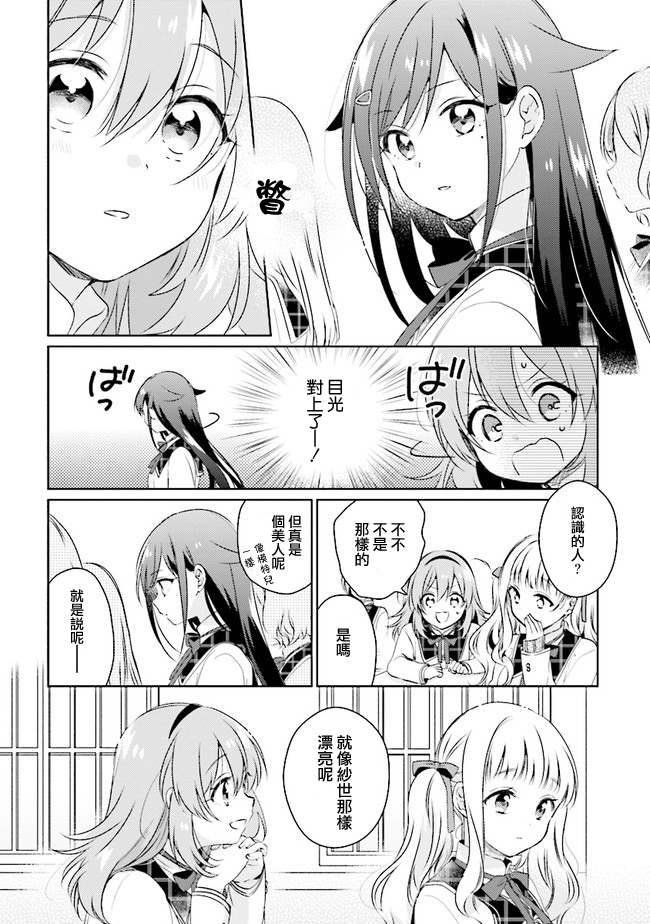 瞥
ばっ
目光
對上了—！
ばっ
認識的人？
不不
不是
那樣的
是嗎
但真是
個美人呢
像模特兒
一樣
就是説呢—
就像紗世那樣
漂亮呢